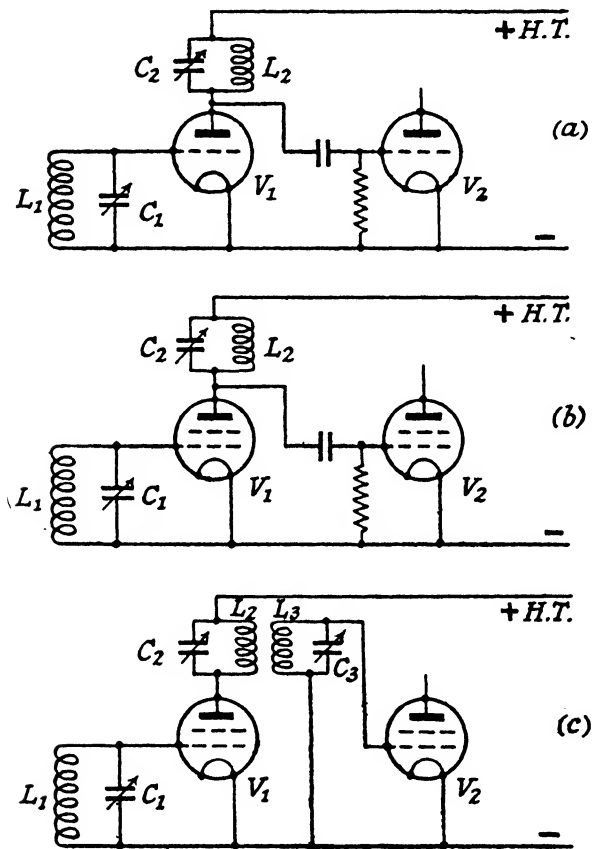 + H.T.
C2
L2
(a)
L1
C1
V1
V2
−
+ H.T.
C2
L2
(b)
L1
C1
V1
V2
−
+ H.T.
L2
L3
C2
C3
(c)
L1
C1
V1
V2
−